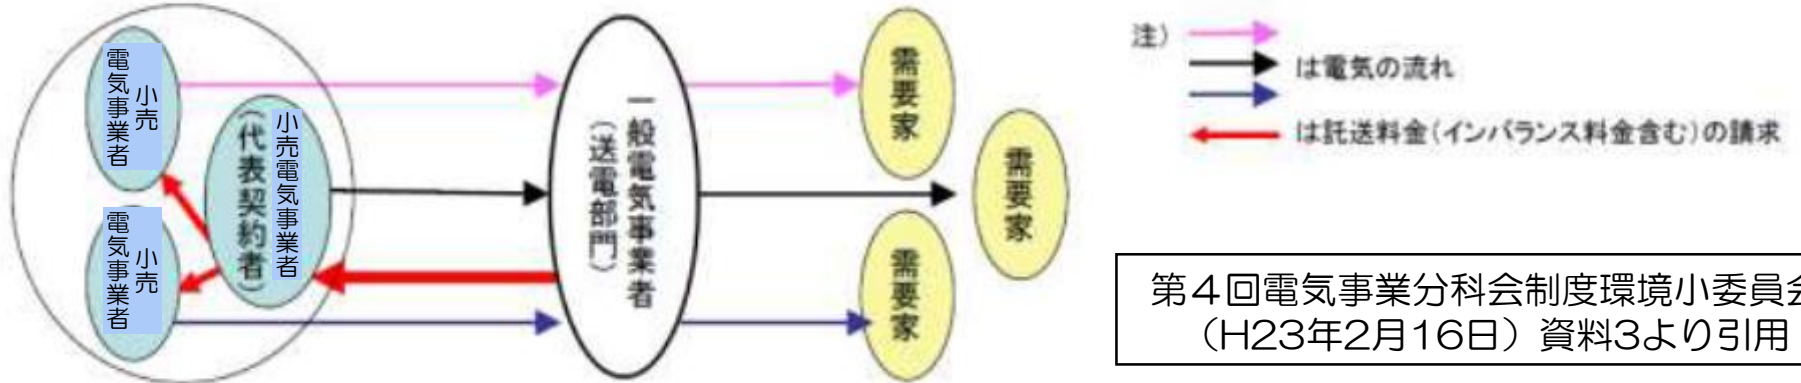 小売
電気事業者
小売電気事業者
(代表契約者)
小売
電気事業者
一般電気事業者
(送電部門)
需要家
需要家
需要家
注)
は電気の流れ
は託送料金(インバランス料金含む)の請求
第4回電気事業分科会制度環境小委員会
(H23年2月16日)資料3より引用